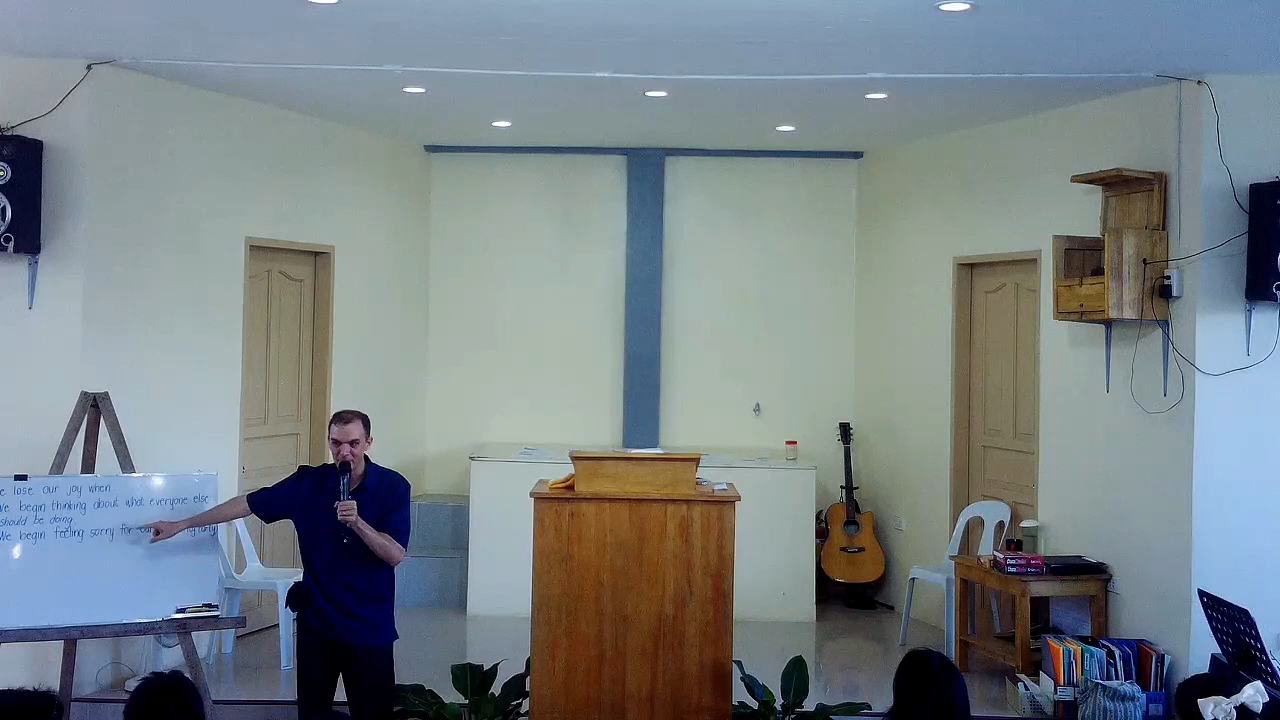 e lose our joy when
We begin thinking about what everyone else
should be doing
We begin feeling sorry for